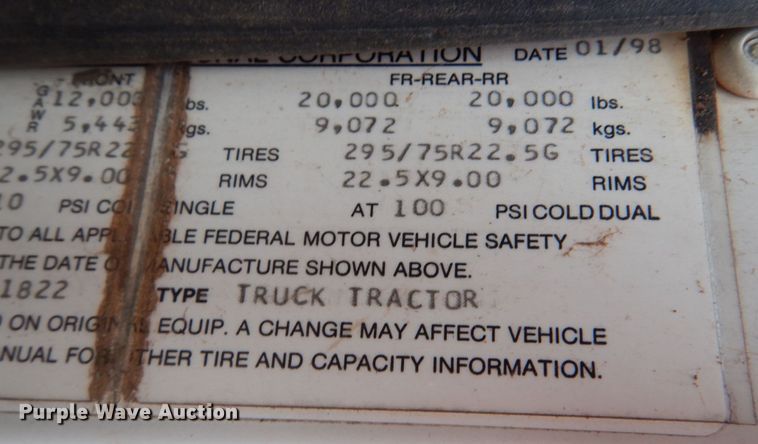 ONAL CORPORATION DATE 01/98
FRONT FR-REAR-RR
GAWR 12,000 lbs. 20,000 20,000 lbs.
5,443 kgs. 9,072 9,072 kgs.
295/75R22 G TIRES 295/75R22.5G TIRES
2.5X9.00 RIMS 22.5X9.00 RIMS
10 PSI COLD SINGLE AT 100 PSI COLD DUAL
TO ALL APPLICABLE FEDERAL MOTOR VEHICLE SAFETY
THE DATE OF MANUFACTURE SHOWN ABOVE.
1822 TYPE TRUCK TRACTOR
ON ORIGINAL EQUIP. A CHANGE MAY AFFECT VEHICLE
NUAL FOR OTHER TIRE AND CAPACITY INFORMATION.
Purple Wave Auction